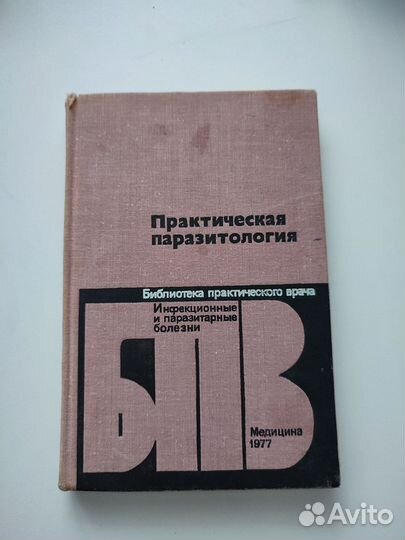 Практическая
паразитология
Библиотека практического врача
Инфекционные
и паразитарные
болезни
БПВ
Медицина
1977
Avito